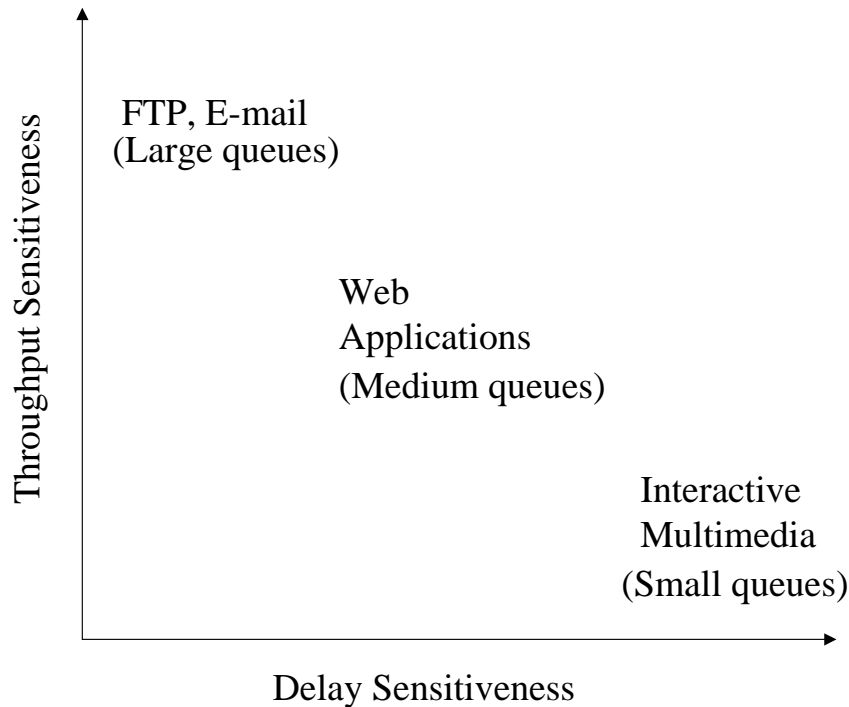 Throughput Sensitiveness
FTP, E-mail
(Large queues)
Web
Applications
(Medium queues)
Interactive
Multimedia
(Small queues)
Delay Sensitiveness